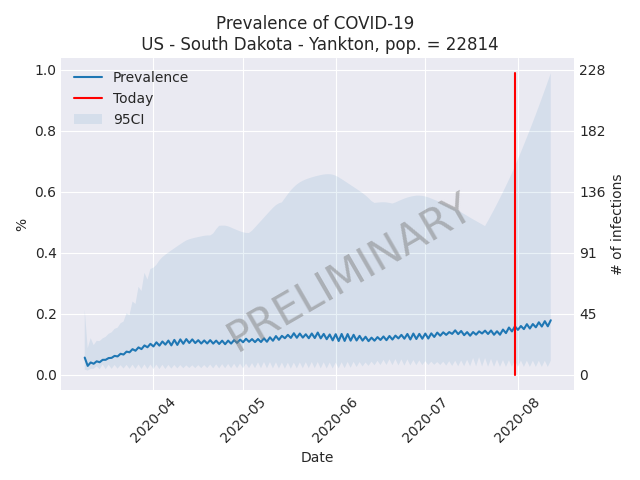 Prevalence of COVID-19
US - South Dakota - Yankton, pop. = 22814
Prevalence
Today
95CI
1.0
0.8
0.6
0.4
0.2
0.0
%
228
182
136
91
45
0
# of infections
PRELIMINARY
2020-04
2020-05
2020-06
2020-07
2020-08
Date